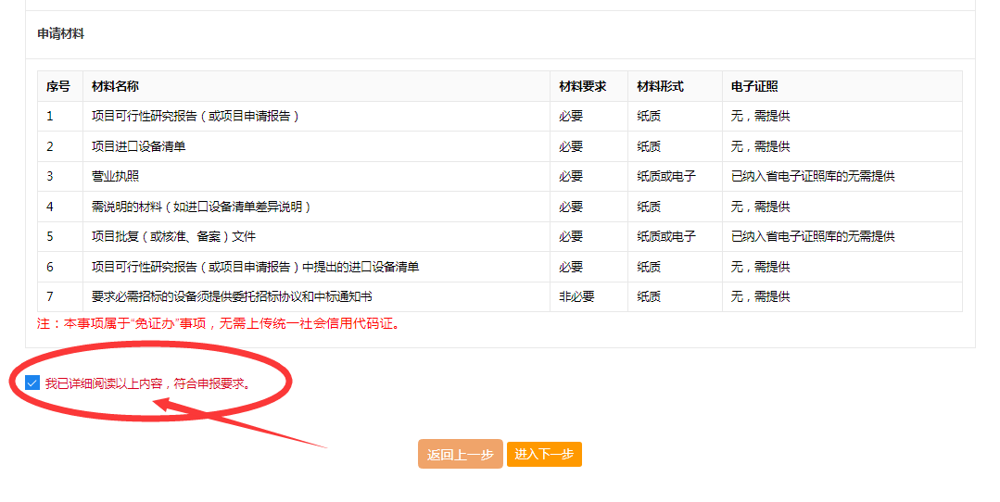 申请材料
序号 材料名称 材料要求 材料形式 电子证照
1 项目可行性研究报告（或项目申请报告） 必要 纸质 无，需提供
2 项目进口设备清单 必要 纸质 无，需提供
3 营业执照 必要 纸质或电子 已纳入省电子证照库的无需提供
4 需说明的材料（如进口设备清单差异说明） 必要 纸质 无，需提供
5 项目批复（或核准、备案）文件 必要 纸质或电子 已纳入省电子证照库的无需提供
6 项目可行性研究报告（或项目申请报告）中提出的进口设备清单 必要 纸质 无，需提供
7 要求必需招标的设备须提供委托招标协议和中标通知书 非必要 纸质 无，需提供
注：本事项属于“免证办”事项，无需上传统一社会信用代码证。
我已详细阅读以上内容，符合申报要求。
返回上一步 进入下一步